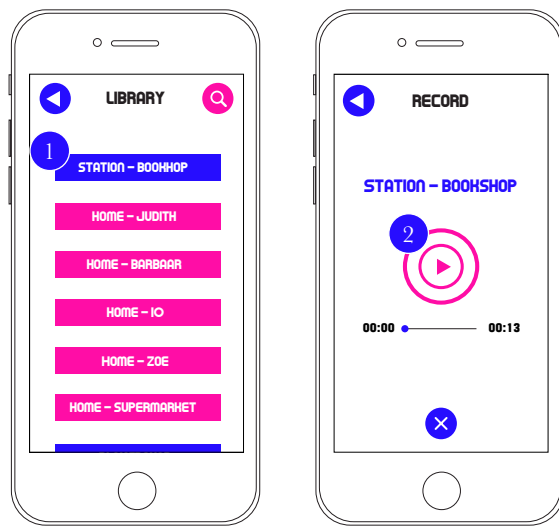 LIBRARY
1
STATION – BOOKHOP
HOME – JUDITH
HOME – BARBAAR
HOME – IO
HOME – ZOE
HOME – SUPERMARKET
RECORD
STATION – BOOKSHOP
2
00:00 00:13